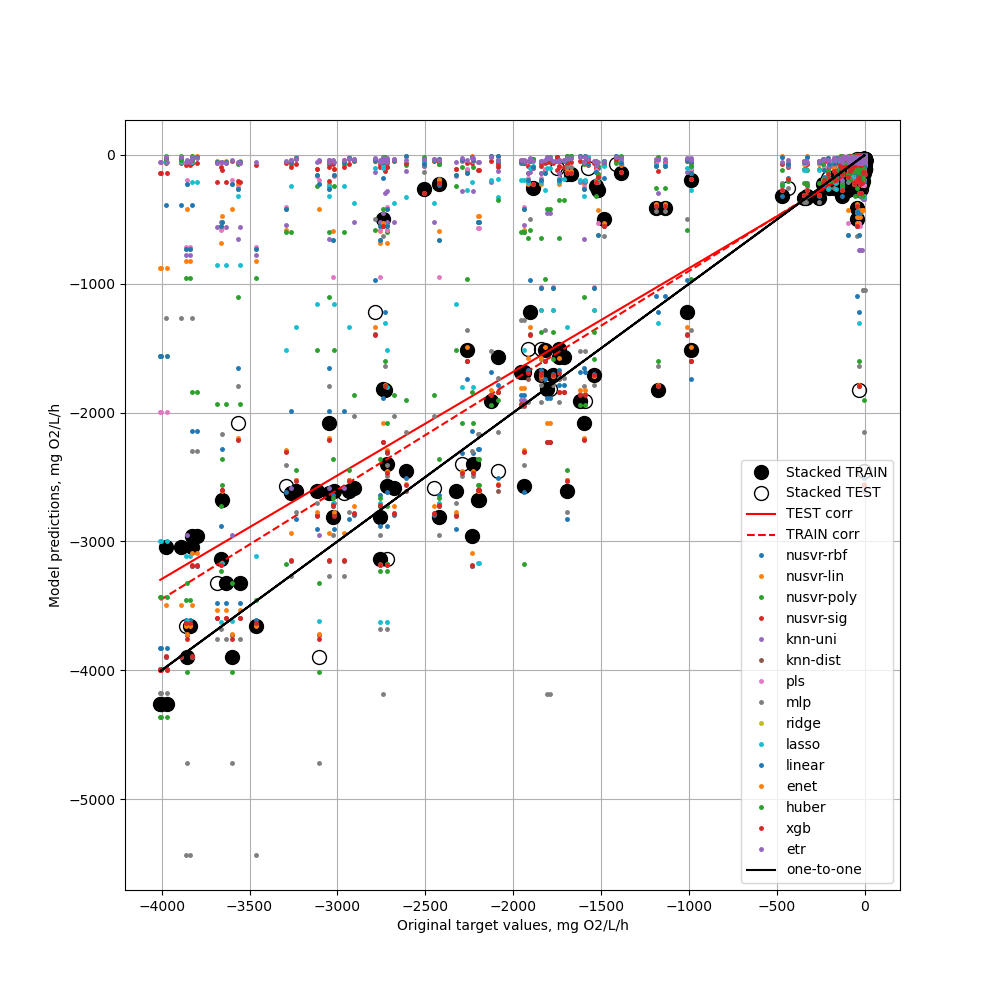 0
−1000
−2000
−3000
−4000
−5000
Model predictions, mg O2/L/h
−4000 −3500 −3000 −2500 −2000 −1500 −1000 −500 0
Original target values, mg O2/L/h
Stacked TRAIN
Stacked TEST
TEST corr
TRAIN corr
nusvr-rbf
nusvr-lin
nusvr-poly
nusvr-sig
knn-uni
knn-dist
pls
mlp
ridge
lasso
linear
enet
huber
xgb
etr
one-to-one